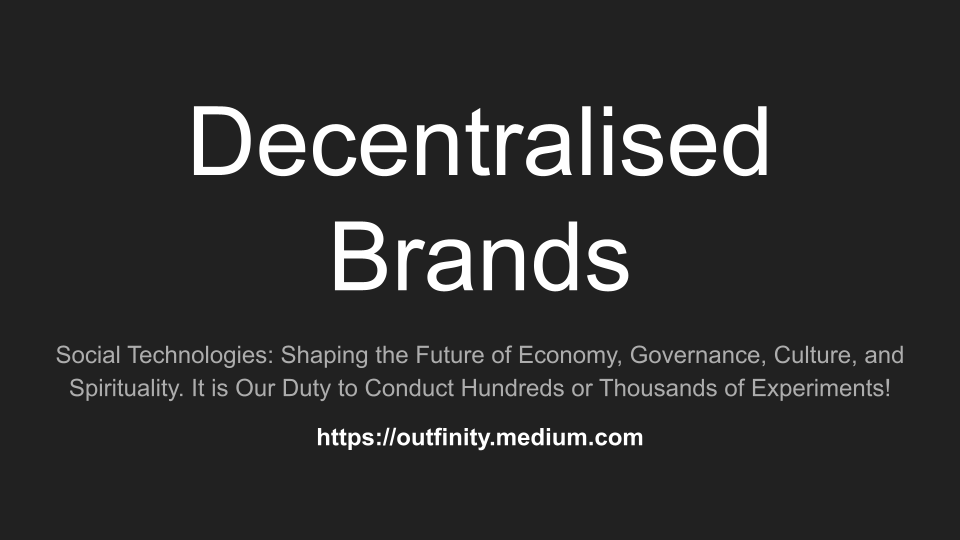 Decentralised
Brands
Social Technologies: Shaping the Future of Economy, Governance, Culture, and
Spirituality. It is Our Duty to Conduct Hundreds or Thousands of Experiments!
https://outfinity.medium.com